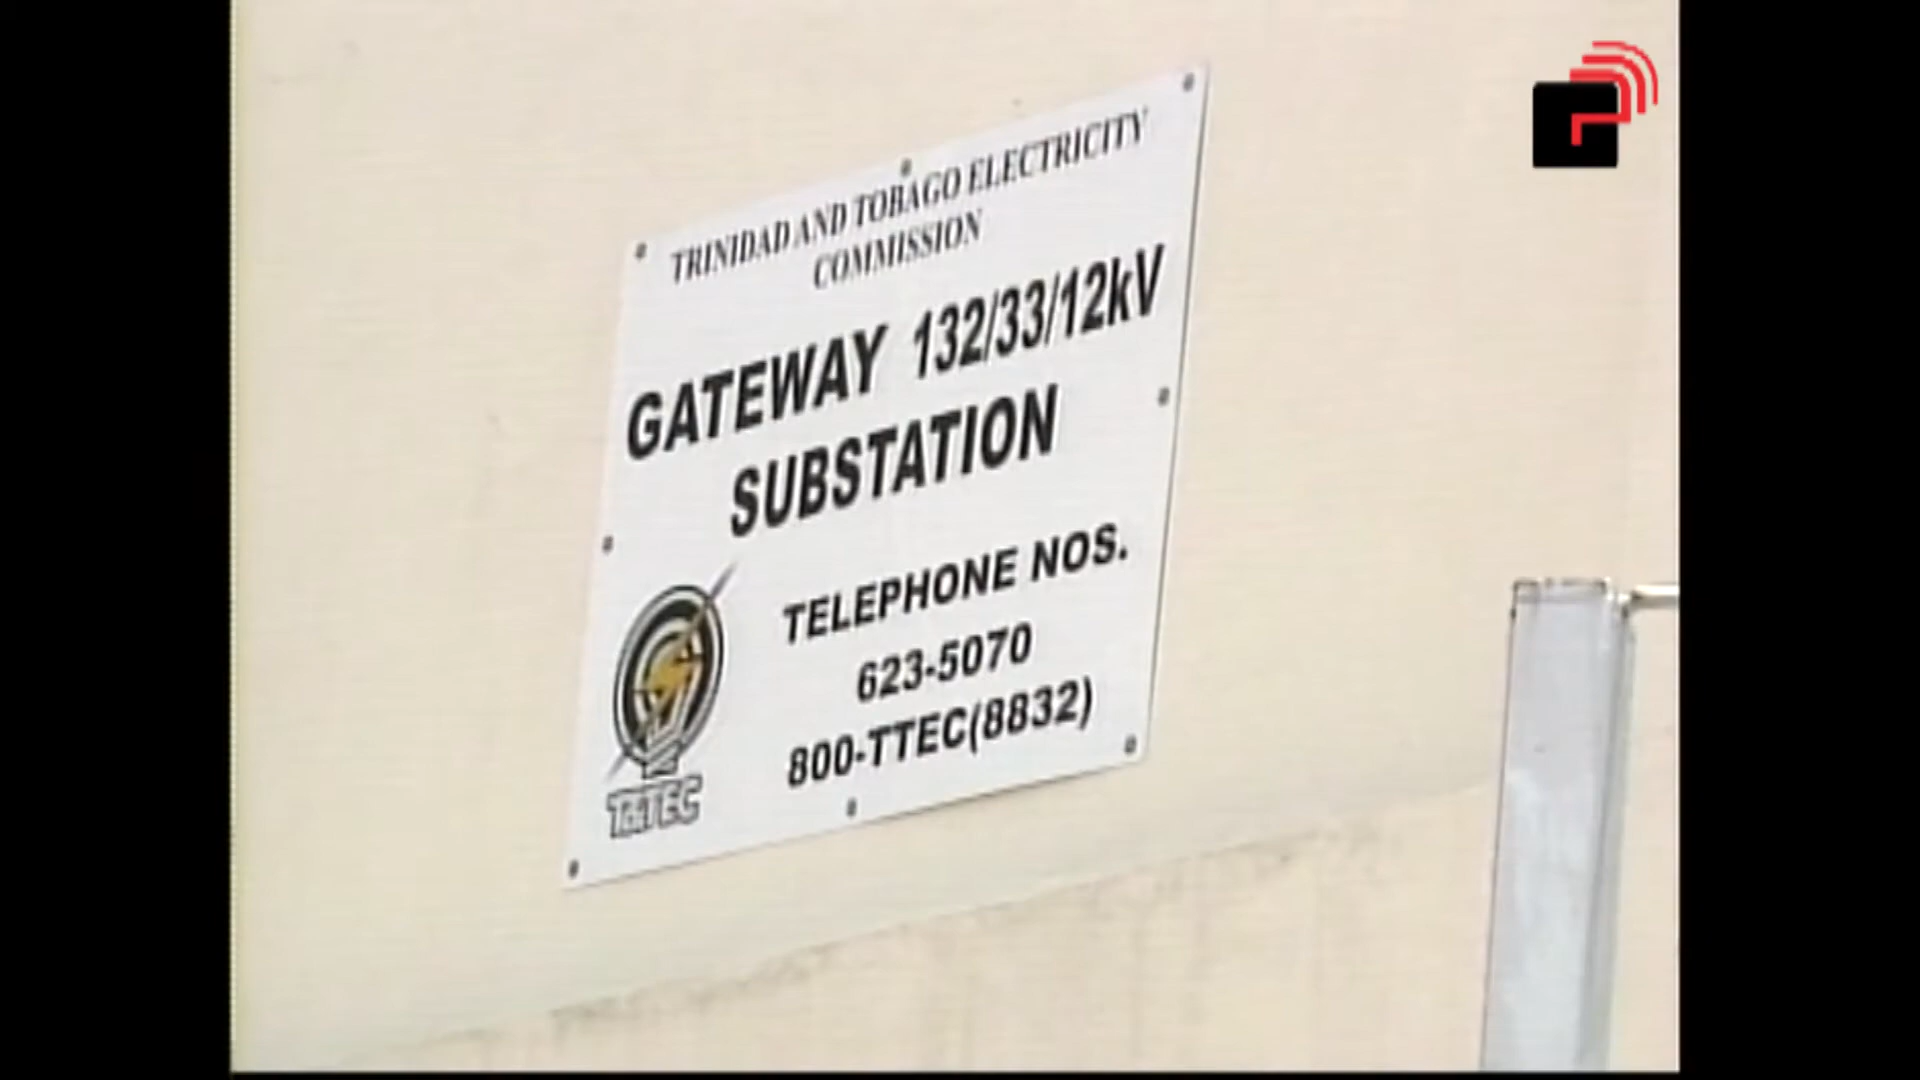 TRINIDAD AND TOBAGO ELECTRICITY
COMMISSION
GATEWAY 132/33/12kV
SUBSTATION
TELEPHONE NOS.
623-5070
800-TTEC(8832)
T&TEC